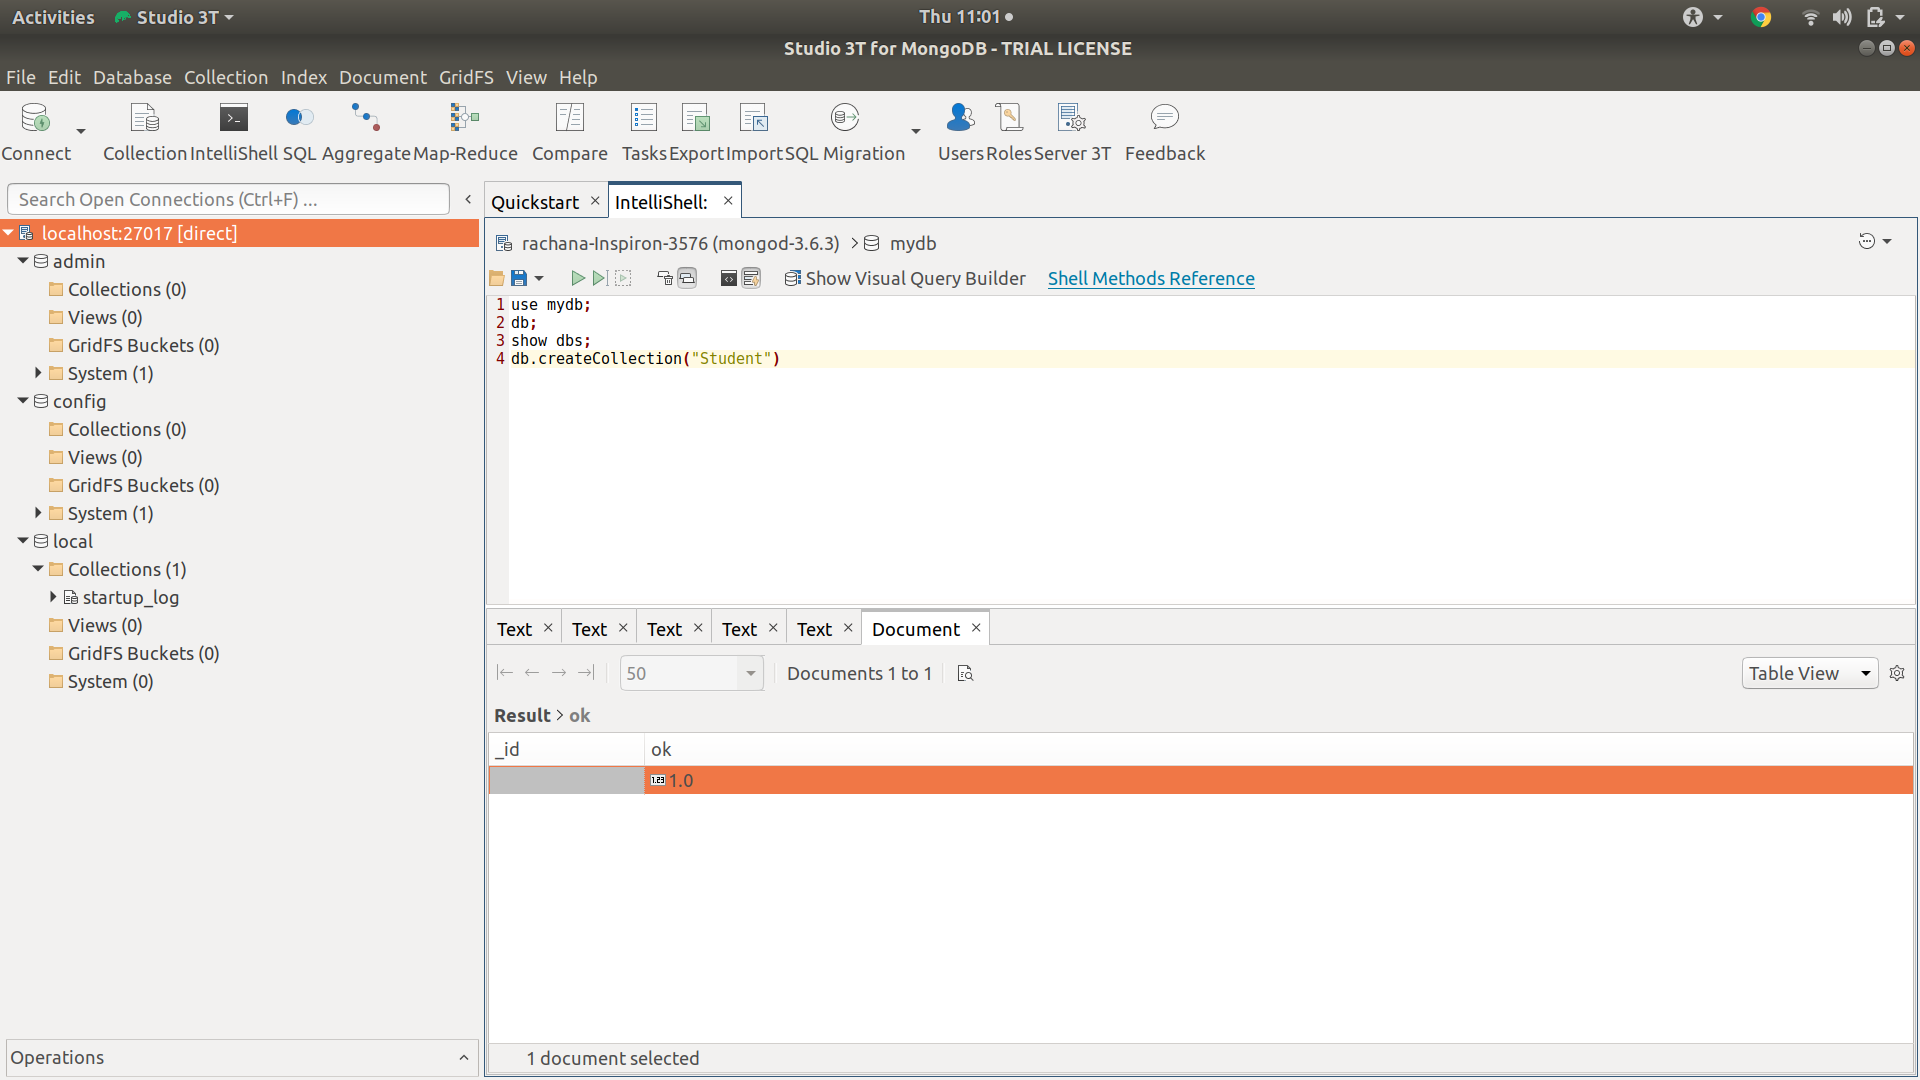 Activities Studio 3T Thu 11:01
Studio 3T for MongoDB - TRIAL LICENSE
File Edit Database Collection Index Document GridFS View Help
Connect Collection IntelliShell SQL Aggregate Map-Reduce Compare Tasks Export Import SQL Migration Users Roles Server 3T Feedback
Search Open Connections (Ctrl+F) ...
localhost:27017 [direct]
admin
Collections (0)
Views (0)
GridFS Buckets (0)
System (1)
config
Collections (0)
Views (0)
GridFS Buckets (0)
System (1)
local
Collections (1)
startup_log
Views (0)
GridFS Buckets (0)
System (0)
Operations
Quickstart IntelliShell:
rachana-Inspiron-3576 (mongod-3.6.3) > mydb
Show Visual Query Builder Shell Methods Reference
1 use mydb;
2 db;
3 show dbs;
4 db.createCollection("Student")
Text Text Text Text Text Document
50 Documents 1 to 1 Table View
Result > ok
_id ok
1.23 1.0
1 document selected